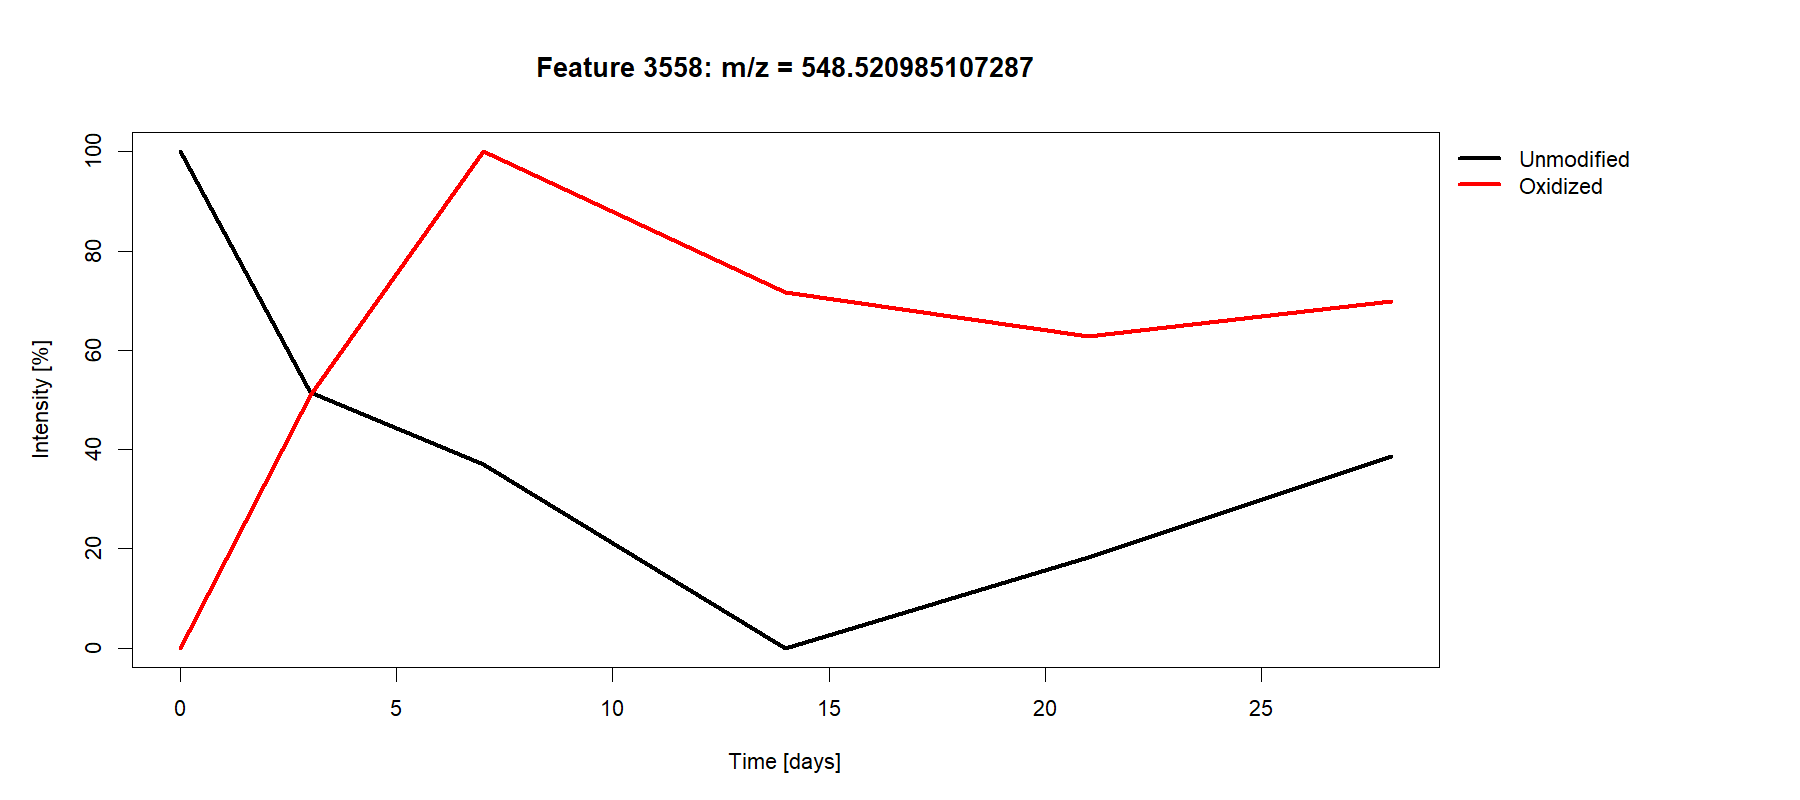 Feature 3558: m/z = 548.520985107287
Unmodified
Oxidized
Intensity [%]
100
80
60
40
20
0
0 5 10 15 20 25
Time [days]